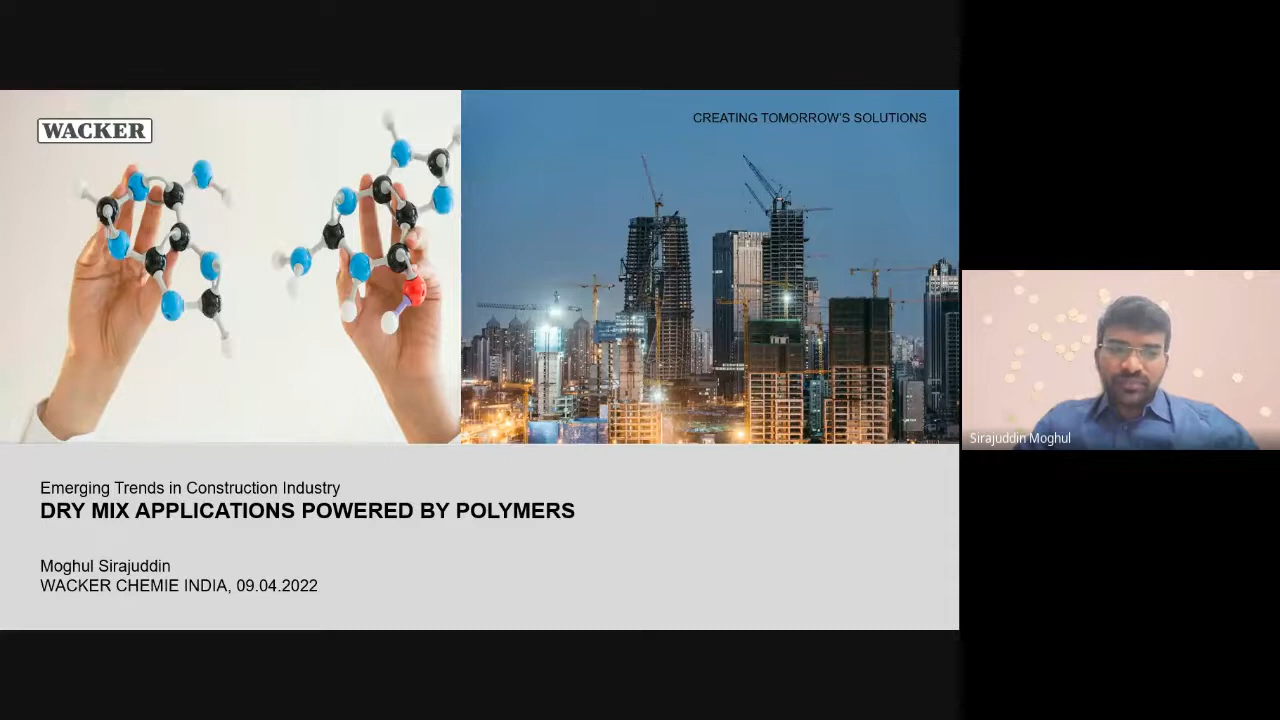 WACKER
CREATING TOMORROW'S SOLUTIONS
Emerging Trends in Construction Industry
DRY MIX APPLICATIONS POWERED BY POLYMERS
Moghul Sirajuddin
WACKER CHEMIE INDIA, 09.04.2022
Sirajuddin Moghul